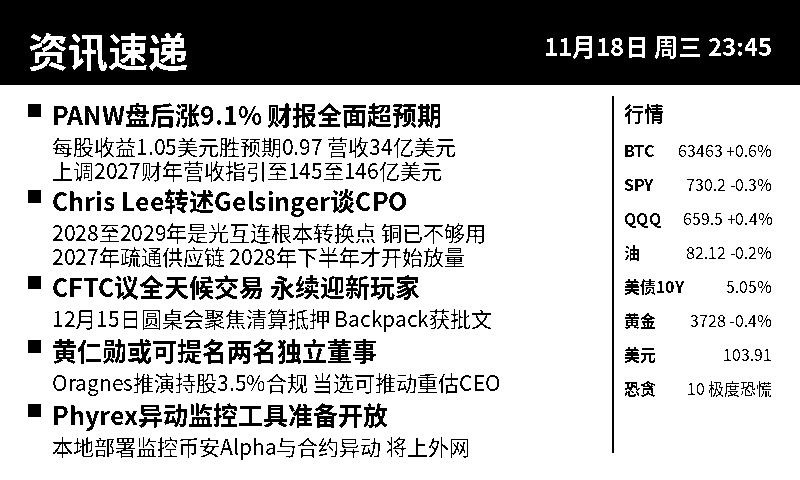 资讯速递
11月18日 周三 23:45
PANW盘后涨9.1% 财报全面超预期
每股收益1.05美元胜预期0.97 营收34亿美元
上调2027财年营收指引至145至146亿美元
Chris Lee转述Gelsinger谈CPO
2028至2029年是光互连根本转换点 铜已不够用
2027年疏通供应链 2028年下半年才开始放量
CFTC议全天候交易 永续迎新玩家
12月15日圆桌会聚焦清算抵押 Backpack获批文
黄仁勋或可提名两名独立董事
Oragnes推演持股3.5%合规 当选可推动重估CEO
Phyrex异动监控工具准备开放
本地部署监控币安Alpha与合约异动 将上外网
行情
BTC 63463 +0.6%
SPY 730.2 -0.3%
QQQ 659.5 +0.4%
油 82.12 -0.2%
美债10Y 5.05%
黄金 3728 -0.4%
美元 103.91
恐贪 10 极度恐慌